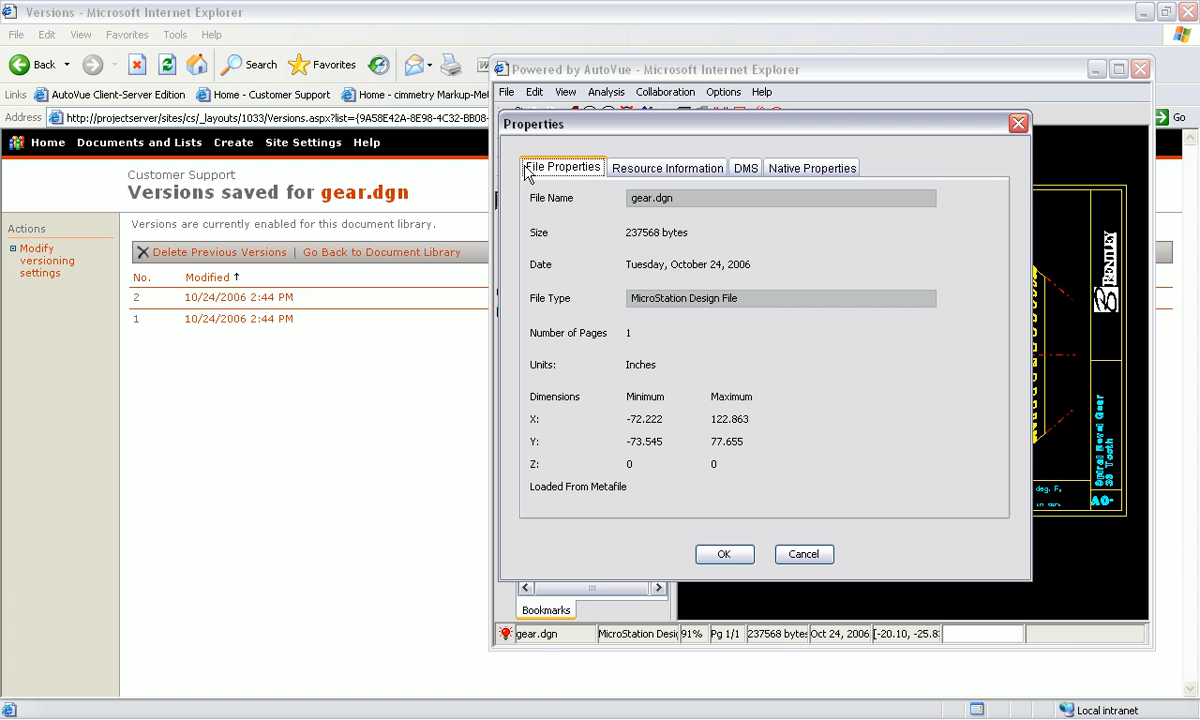 Versions - Microsoft Internet Explorer
File Edit View Favorites Tools Help
Back Search Favorites
Links AutoVue Client-Server Edition Home - Customer Support Home - cimmetry Markup-Me
Address http://projectserver/sites/cs/_layouts/1033/Versions.aspx?list={9A58E42A-8E98-4C32-BB08- Go
Home Documents and Lists Create Site Settings Help
Customer Support
Versions saved for gear.dgn
Actions
Modify
versioning
settings
Versions are currently enabled for this document library.
Delete Previous Versions | Go Back to Document Library
No. Modified
2 10/24/2006 2:44 PM
1 10/24/2006 2:44 PM
Powered by AutoVue - Microsoft Internet Explorer
File Edit View Analysis Collaboration Options Help
Properties
File Properties Resource Information DMS Native Properties
File Name gear.dgn
Size 237568 bytes
Date Tuesday, October 24, 2006
File Type MicroStation Design File
Number of Pages 1
Units: Inches
Dimensions Minimum Maximum
X: -72.222 122.863
Y: -73.545 77.655
Z: 0 0
Loaded From Metafile
OK Cancel
BENTLEY
Spiral Bevel Gear
AO-
deg. F.
Bookmarks
gear.dgn MicroStation Desi 91% Pg 1/1 237568 byte Oct 24, 2006 [-20.10, -25.8
Local intranet